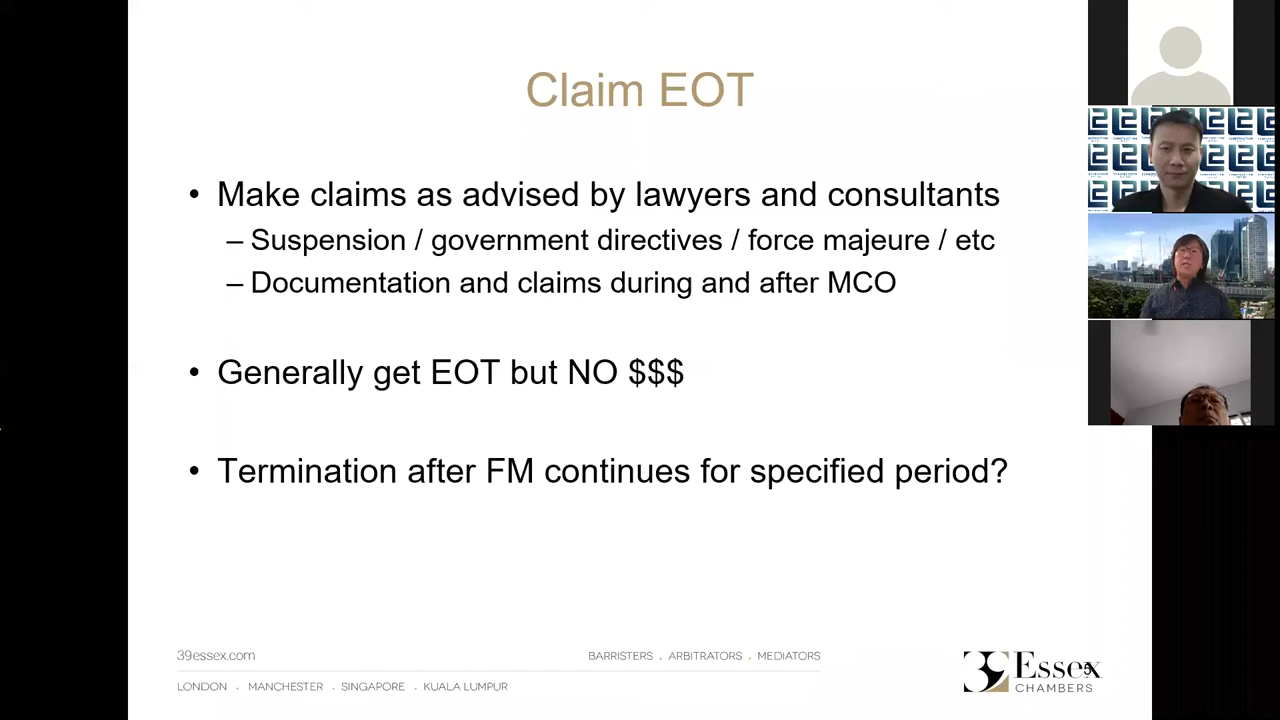 Claim EOT
• Make claims as advised by lawyers and consultants
– Suspension / government directives / force majeure / etc
– Documentation and claims during and after MCO
• Generally get EOT but NO $$$
• Termination after FM continues for specified period?
39essex.com
BARRISTERS . ARBITRATORS . MEDIATORS
LONDON . MANCHESTER . SINGAPORE . KUALA LUMPUR
39 Essex
CHAMBERS
5